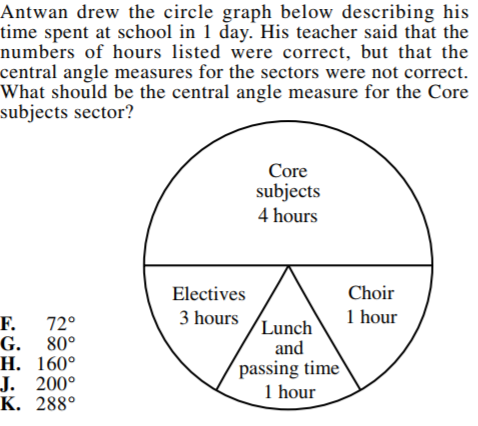 Antwan drew the circle graph below describing his
time spent at school in 1 day. His teacher said that the
numbers of hours listed were correct, but that the
central angle measures for the sectors were not correct.
What should be the central angle measure for the Core
subjects sector?
Core
subjects
4 hours
Electives
3 hours
Choir
1 hour
Lunch
and
passing time
1 hour
F. 72°
G. 80°
H. 160°
J. 200°
K. 288°